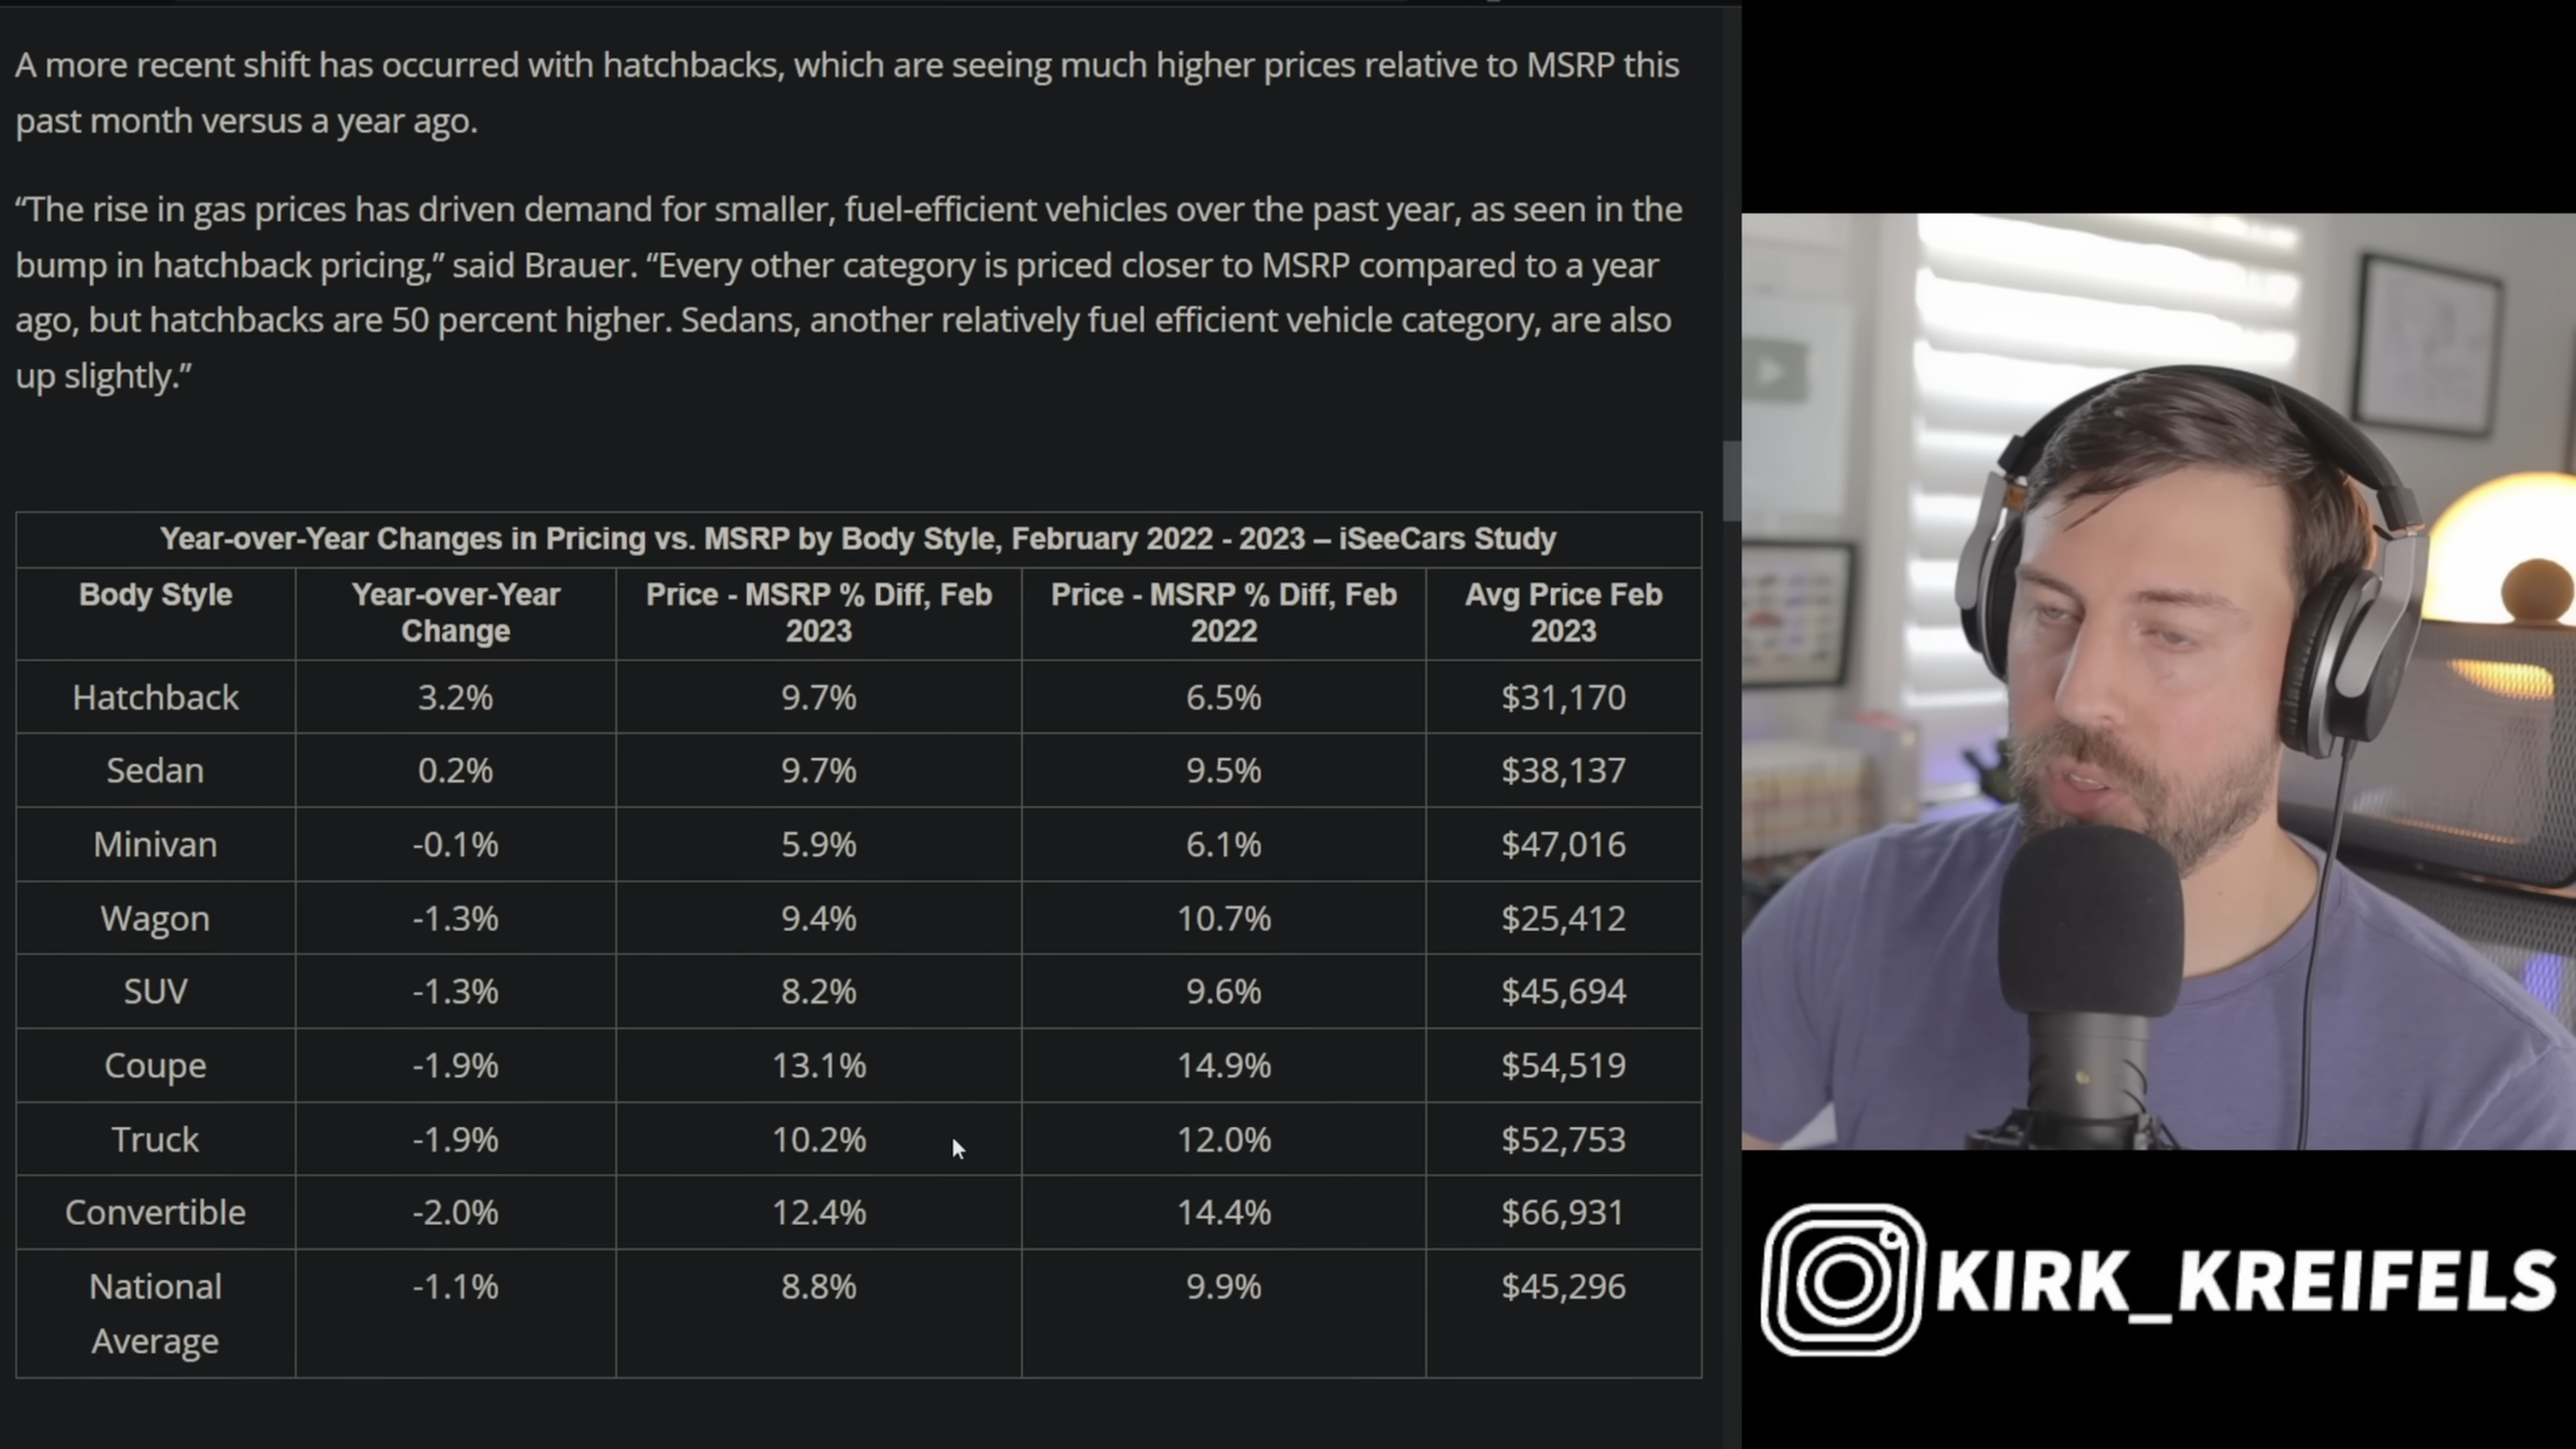 A more recent shift has occurred with hatchbacks, which are seeing much higher prices relative to MSRP this
past month versus a year ago.
“The rise in gas prices has driven demand for smaller, fuel-efficient vehicles over the past year, as seen in the
bump in hatchback pricing,” said Brauer. “Every other category is priced closer to MSRP compared to a year
ago, but hatchbacks are 50 percent higher. Sedans, another relatively fuel efficient vehicle category, are also
up slightly.”
Year-over-Year Changes in Pricing vs. MSRP by Body Style, February 2022 - 2023 – iSeeCars Study
Body Style Year-over-Year Change Price - MSRP % Diff, Feb 2023 Price - MSRP % Diff, Feb 2022 Avg Price Feb 2023
Hatchback 3.2% 9.7% 6.5% $31,170
Sedan 0.2% 9.7% 9.5% $38,137
Minivan -0.1% 5.9% 6.1% $47,016
Wagon -1.3% 9.4% 10.7% $25,412
SUV -1.3% 8.2% 9.6% $45,694
Coupe -1.9% 13.1% 14.9% $54,519
Truck -1.9% 10.2% 12.0% $52,753
Convertible -2.0% 12.4% 14.4% $66,931
National Average -1.1% 8.8% 9.9% $45,296
KIRK_KREIFELS